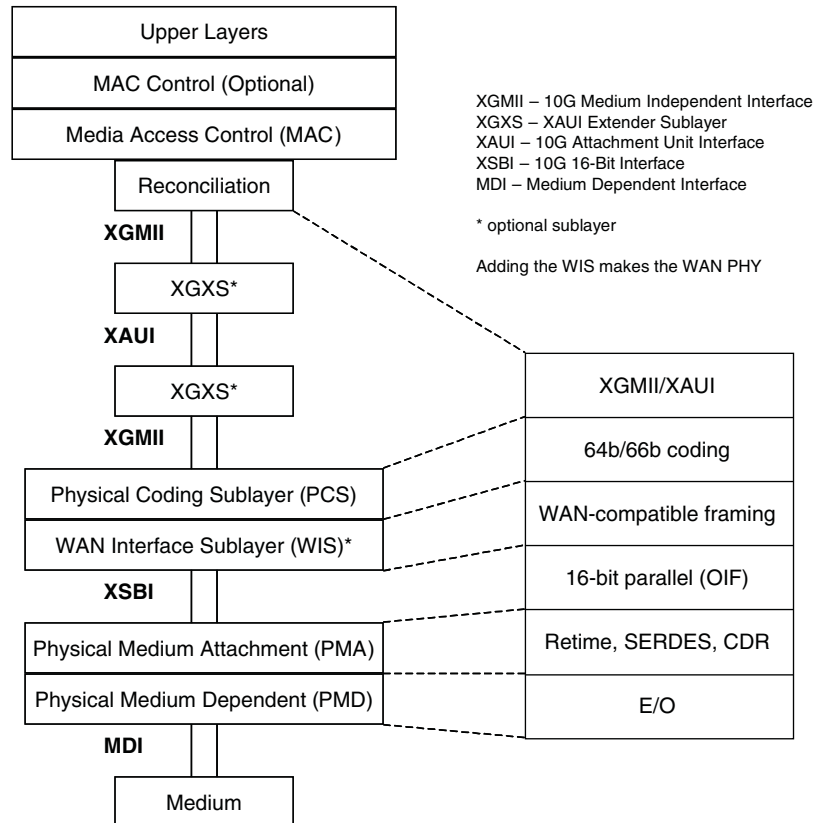 Upper Layers
MAC Control (Optional)
Media Access Control (MAC)
Reconciliation
XGMII
XGXS*
XAUI
XGXS*
XGMII
Physical Coding Sublayer (PCS)
WAN Interface Sublayer (WIS)*
XSBI
Physical Medium Attachment (PMA)
Physical Medium Dependent (PMD)
MDI
Medium
XGMII – 10G Medium Independent Interface
XGXS – XAUI Extender Sublayer
XAUI – 10G Attachment Unit Interface
XSBI – 10G 16-Bit Interface
MDI – Medium Dependent Interface
* optional sublayer
Adding the WIS makes the WAN PHY
XGMII/XAUI
64b/66b coding
WAN-compatible framing
16-bit parallel (OIF)
Retime, SERDES, CDR
E/O